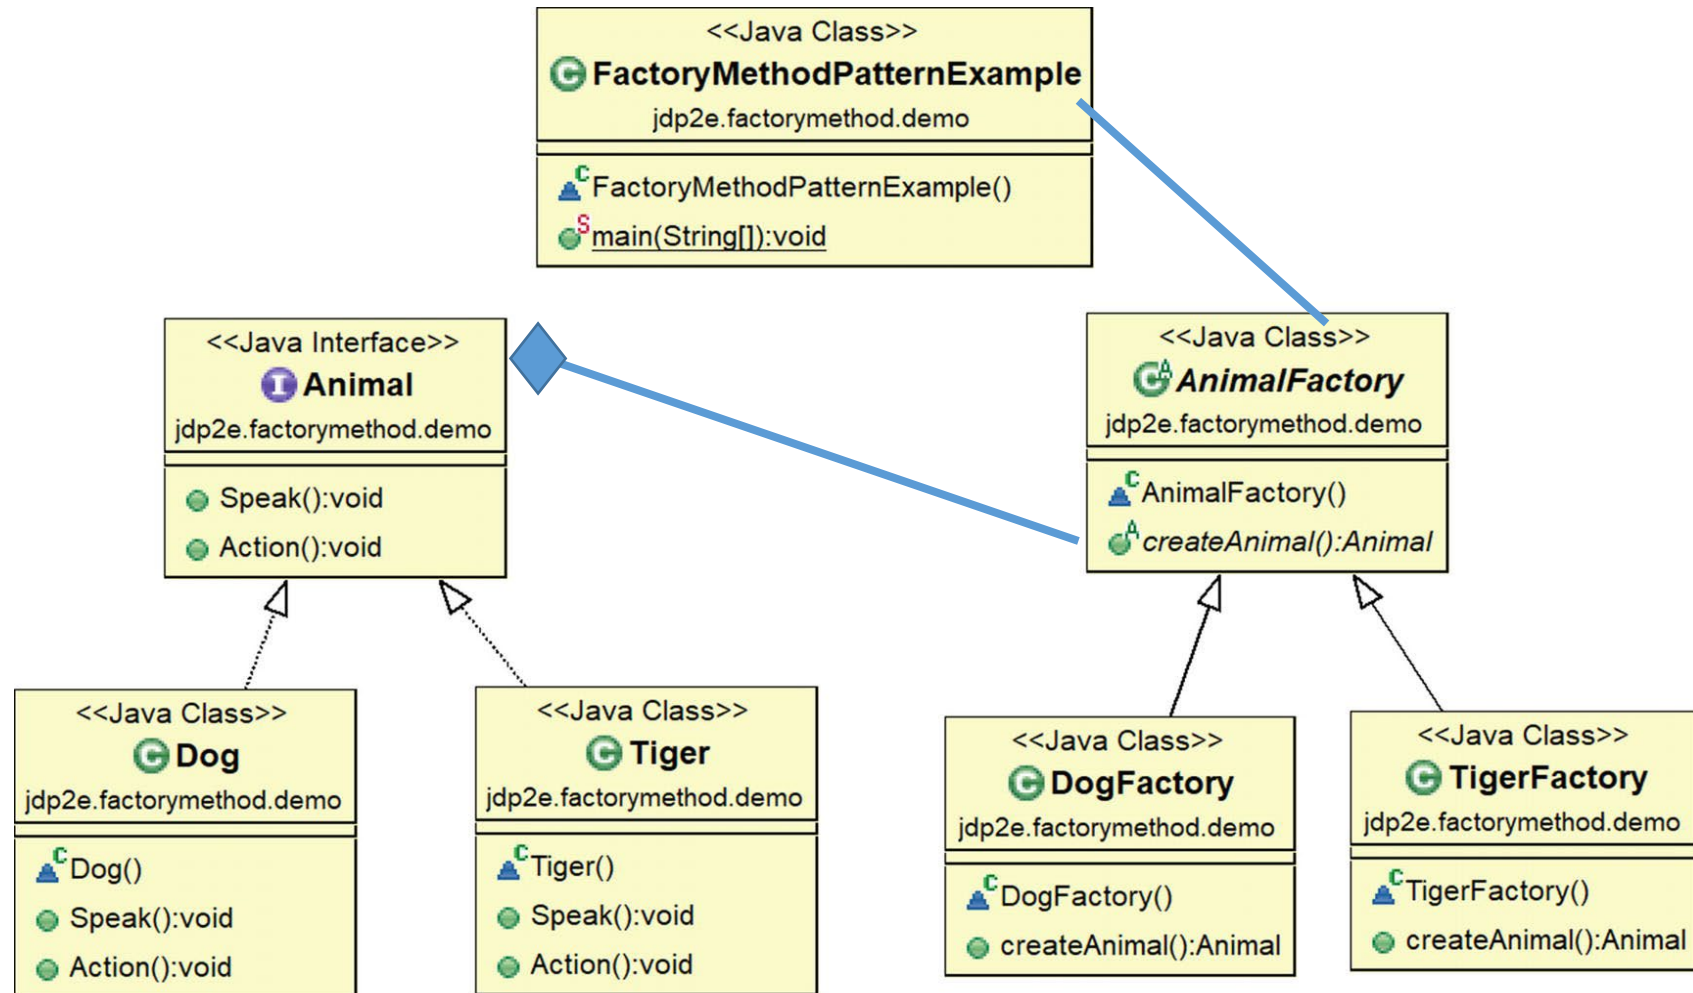 <<Java Class>>
FactoryMethodPatternExample
jdp2e.factorymethod.demo
FactoryMethodPatternExample()
main(String[]):void
<<Java Interface>>
Animal
jdp2e.factorymethod.demo
Speak():void
Action():void
<<Java Class>>
AnimalFactory
jdp2e.factorymethod.demo
AnimalFactory()
createAnimal():Animal
<<Java Class>>
Dog
jdp2e.factorymethod.demo
Dog()
Speak():void
Action():void
<<Java Class>>
Tiger
jdp2e.factorymethod.demo
Tiger()
Speak():void
Action():void
<<Java Class>>
DogFactory
jdp2e.factorymethod.demo
DogFactory()
createAnimal():Animal
<<Java Class>>
TigerFactory
jdp2e.factorymethod.demo
TigerFactory()
createAnimal():Animal